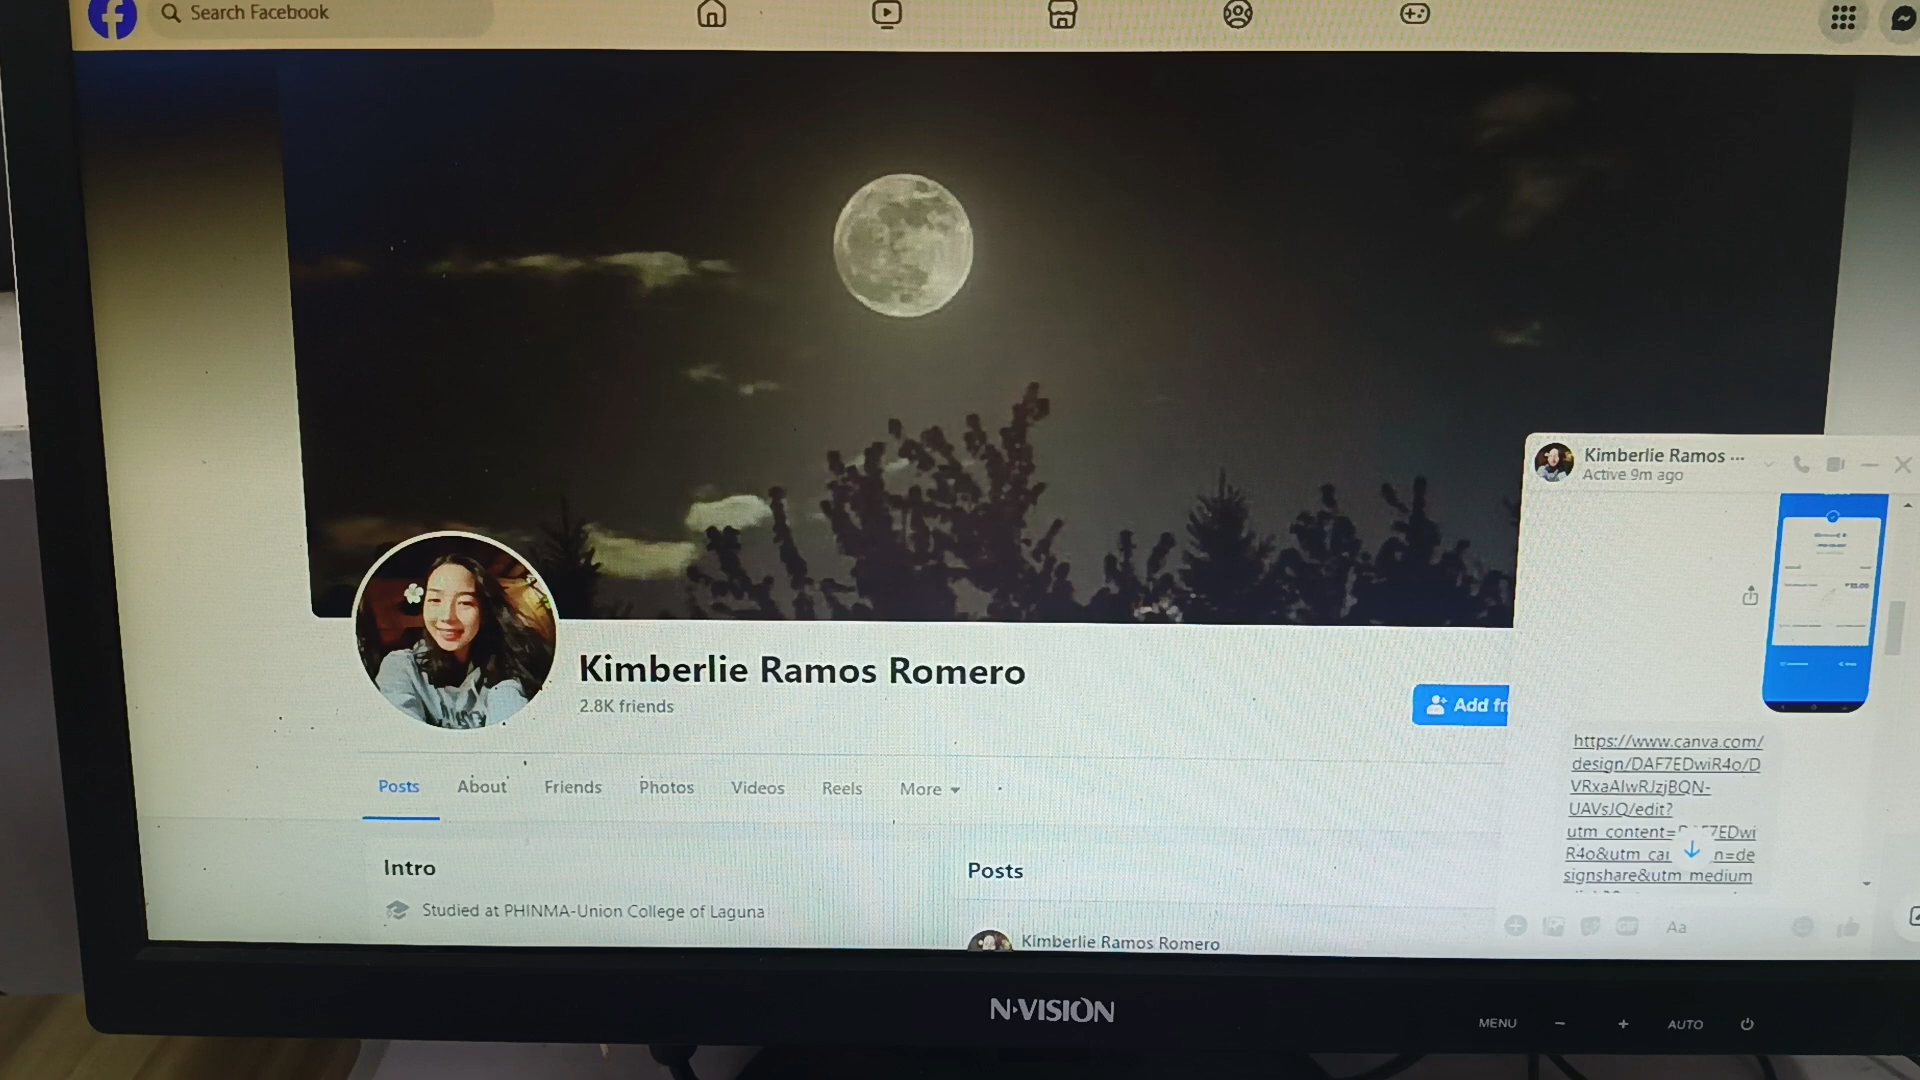 Search Facebook
Kimberlie Ramos Romero
2.8K friends
Add fr
Posts
About
Friends
Photos
Videos
Reels
More
Intro
Studied at PHINMA-Union College of Laguna
Posts
Kimberlie Ramos Romero
Kimberlie Ramos ...
Active 9m ago
https://www.canva.com/
design/DAF7EDwiR4o/D
VRxaAlwRJzjBQN-
UAVsJQ/edit?
utm_content=
7EDwi
R4o&utm_cai
n=de
signshare&utm_medium
Aa
N·VISION
MENU
-
+
AUTO